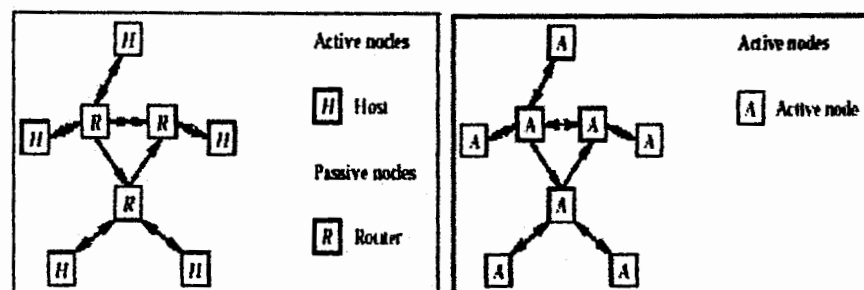 H
Active nodes
H Host
H R R H
Passive nodes
R
R Router
H H
A
Active nodes
A Active node
A A A A
A
A A